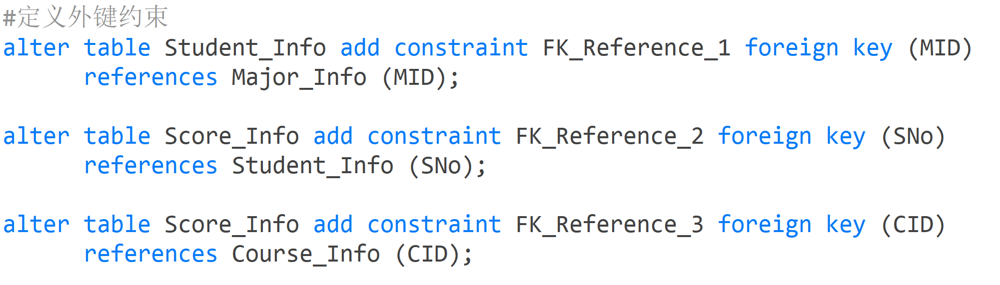 #定义外键约束
alter table Student_Info add constraint FK_Reference_1 foreign key (MID)
references Major_Info (MID);
alter table Score_Info add constraint FK_Reference_2 foreign key (SNo)
references Student_Info (SNo);
alter table Score_Info add constraint FK_Reference_3 foreign key (CID)
references Course_Info (CID);